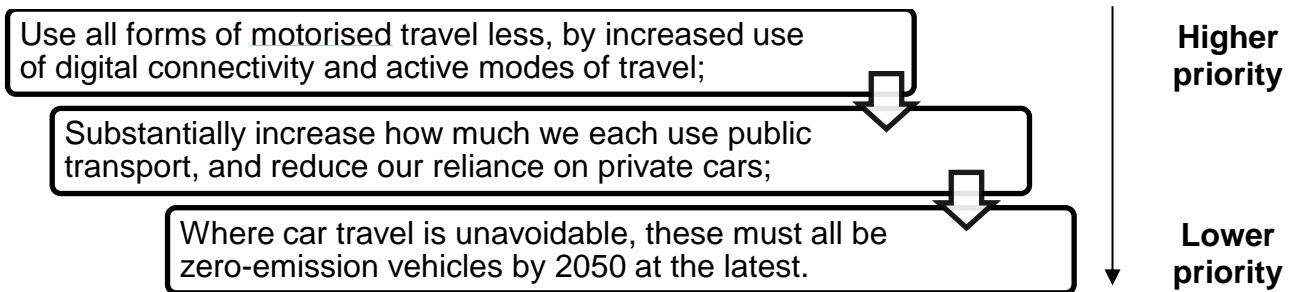 Use all forms of motorised travel less, by increased use
of digital connectivity and active modes of travel;
Higher
priority
Substantially increase how much we each use public
transport, and reduce our reliance on private cars;
Where car travel is unavoidable, these must all be
zero-emission vehicles by 2050 at the latest.
Lower
priority